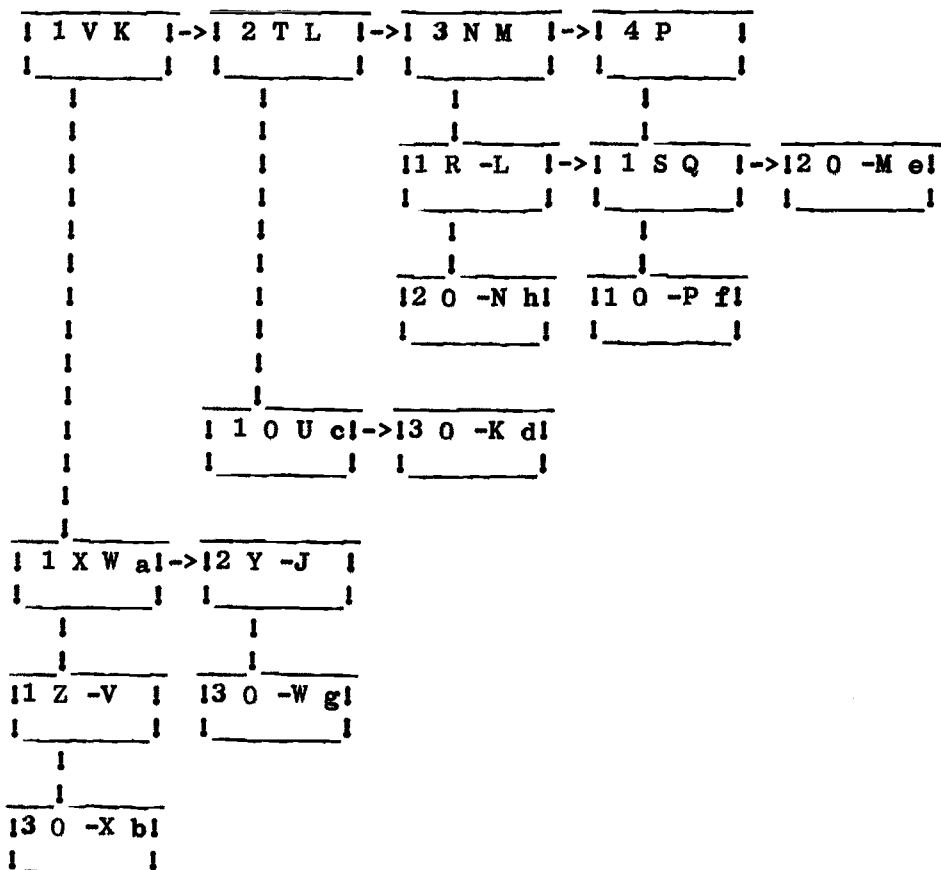 ! 1 V K !->! 2 T L !->! 3 N M !->! 4 P !
!1 R -L !->! 1 S Q !->!2 0 -M e!
!2 0 -N h! !1 0 -P f!
! 1 0 U c!->!3 0 -K d!
! 1 X W a!->!2 Y -J !
!1 Z -V ! !3 0 -W g!
!3 0 -X b!